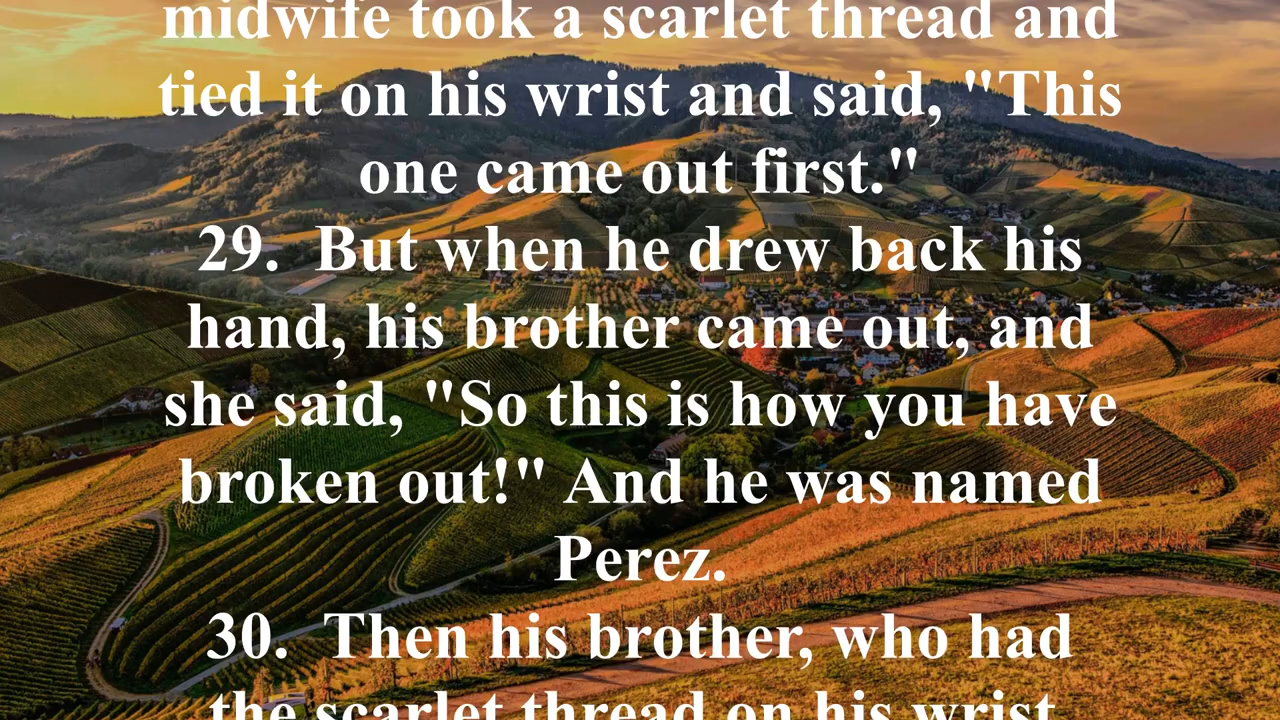 midwife took a scarlet thread and
tied it on his wrist and said, "This
one came out first."
29.  But when he drew back his
hand, his brother came out, and
she said, "So this is how you have
broken out!" And he was named
Perez.
30.  Then his brother, who had
the scarlet thread on his wrist